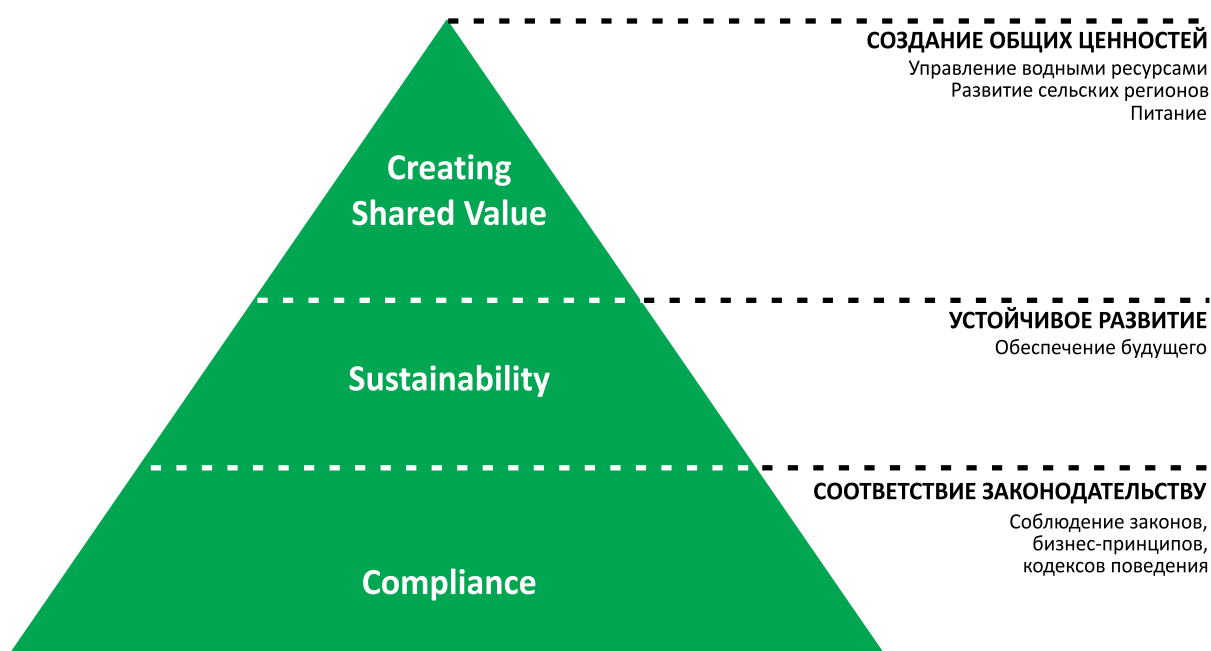 СОЗДАНИЕ ОБЩИХ ЦЕННОСТЕЙ
Управление водными ресурсами
Развитие сельских регионов
Питание
Creating
Shared Value
УСТОЙЧИВОЕ РАЗВИТИЕ
Обеспечение будущего
Sustainability
СООТВЕТСТВИЕ ЗАКОНОДАТЕЛЬСТВУ
Соблюдение законов,
бизнес-принципов,
кодексов поведения
Compliance